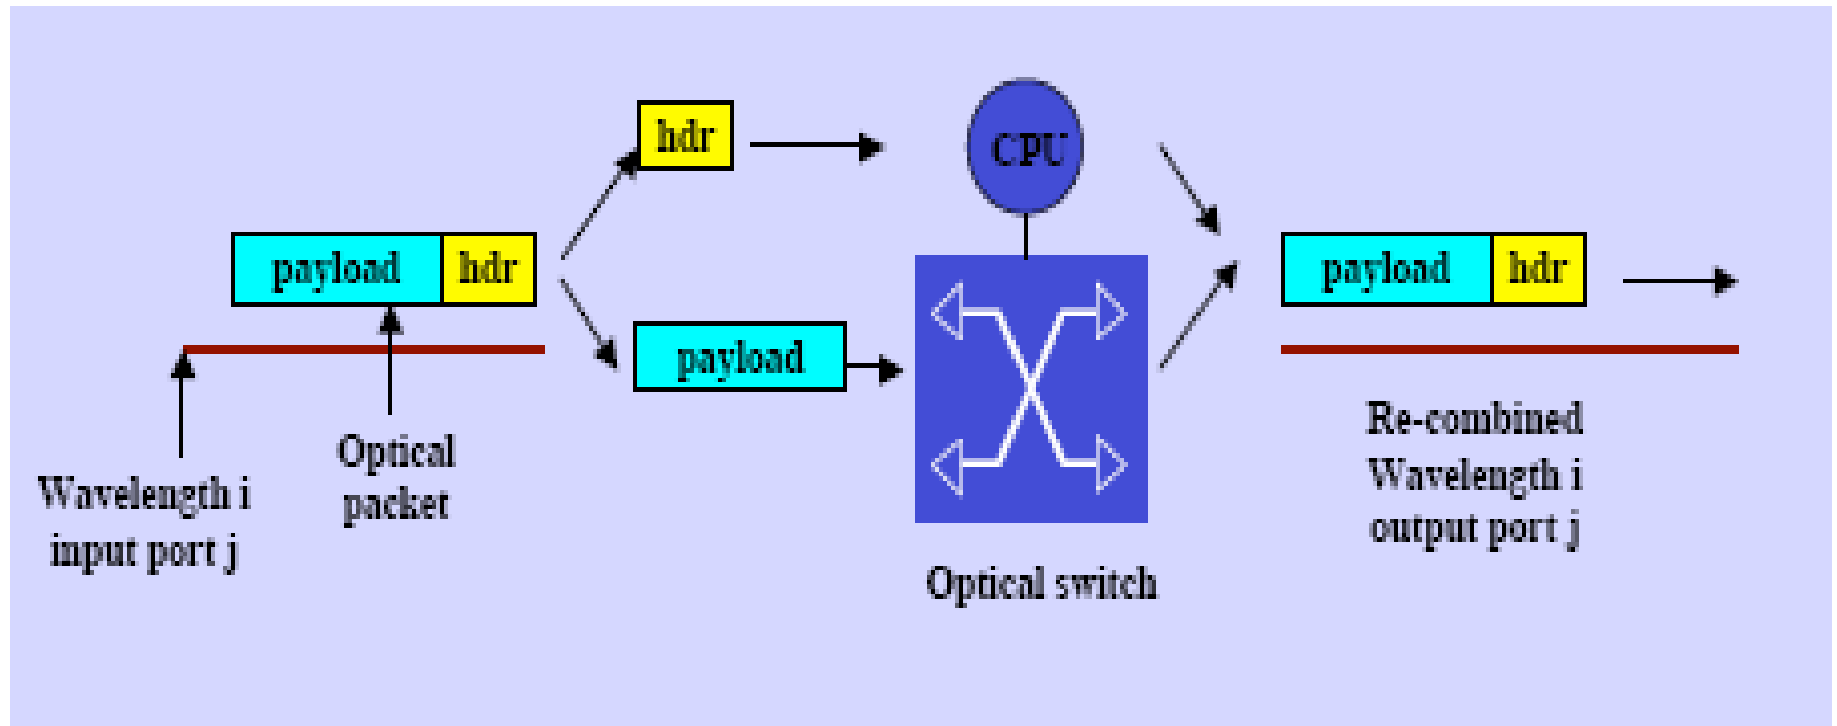 hdr
CPU
payload hdr
payload hdr
payload
Optical
packet
Wavelength i
input port j
Optical switch
Re-combined
Wavelength i
output port j